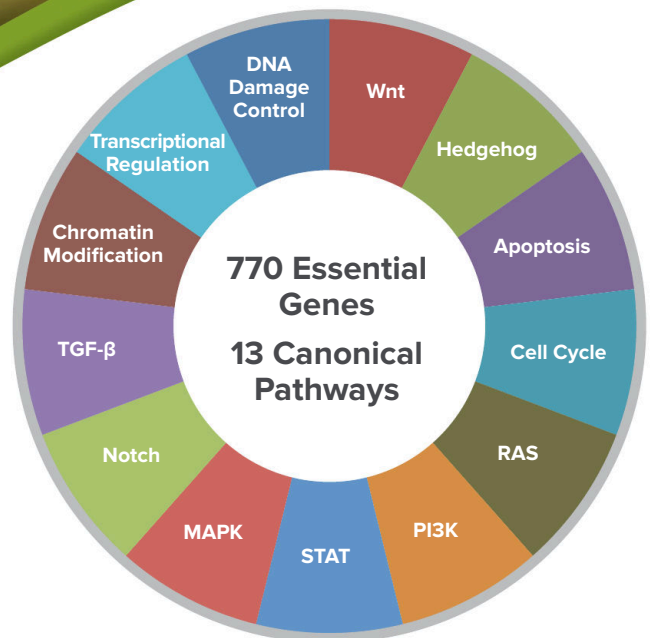 DNA
Damage
Control
Wnt
Hedgehog
Apoptosis
Cell Cycle
RAS
PI3K
STAT
MAPK
Notch
TGF-β
Chromatin
Modification
Transcriptional
Regulation
770 Essential
Genes
13 Canonical
Pathways